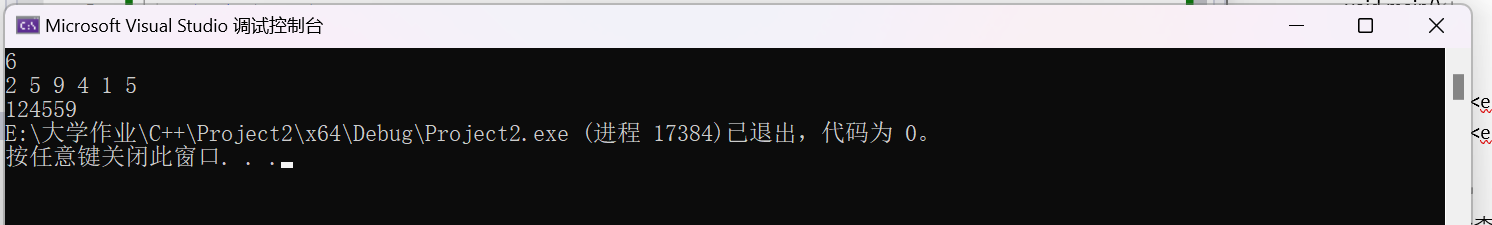 Microsoft Visual Studio 调试控制台
6
2 5 9 4 1 5
124559
E:\大学作业\C++\Project2\x64\Debug\Project2.exe (进程 17384)已退出，代码为 0。
按任意键关闭此窗口. . .
<e
<e